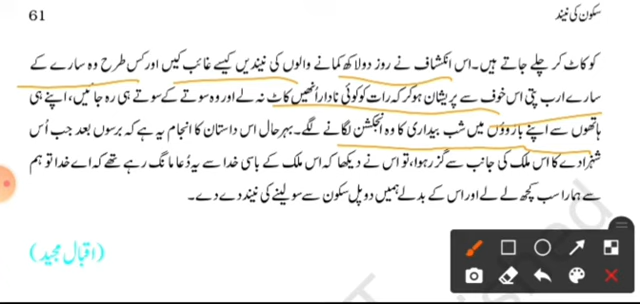 سکون کی نیند
61
کو کاٹ کر چلے جاتے ہیں۔ اس انکشاف نے روز دو لاکھ کمانے والوں کی نیندیں کیسے غائب کیں اور کس طرح وہ سارے کے
سارے ارب پتی اس خوف سے پریشان ہو کر کہ رات کو کوئی نادار اُنھیں کاٹ نہ لے اور وہ سوتے کے سوتے ہی رہ جائیں، اپنے ہی
ہاتھوں سے اپنے بازوؤں میں شب بیداری کا وہ انجکشن لگانے لگے۔ بہرحال اس داستان کا انجام یہ ہے کہ برسوں بعد جب اُس
شہزادے کا اس ملک کی جانب سے گزر ہوا، تو اس نے دیکھا کہ اس ملک کے باسی خدا سے یہ دُعا مانگ رہے تھے کہ اے خدا تو ہم
سے ہمارا سب کچھ لے لے اور اس کے بدلے ہمیں دو پل سکون سے سو لینے کی نیند دے دے۔
(اقبال مجید)